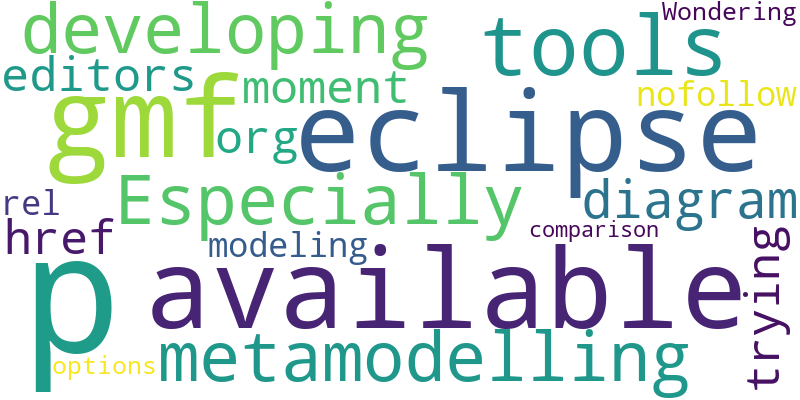 Wondering
developing
tools
editors
moment
nofollow
gmf
org
eclipse
Especially
diagram
rel
href
modeling
comparison
trying
p
available
options
metamodelling